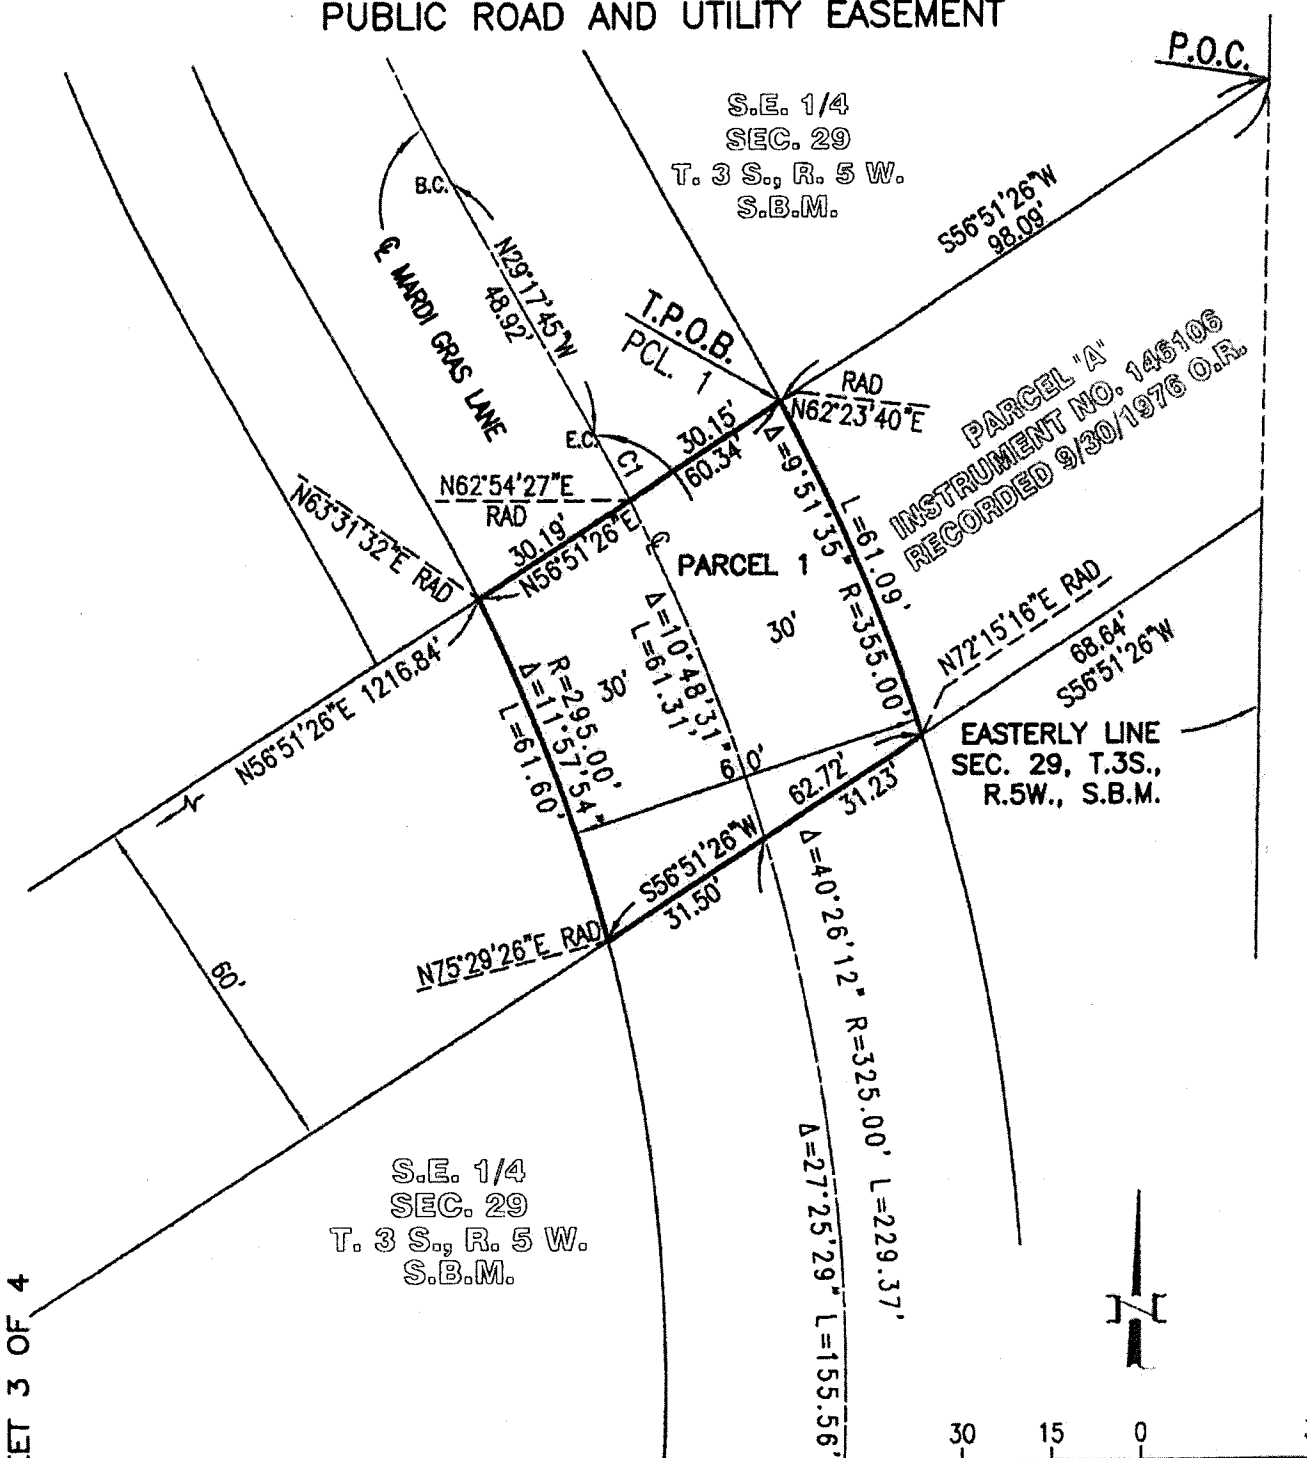 PUBLIC ROAD AND UTILITY EASEMENT
P.O.C.
S.E. 1/4
SEC. 29
T. 3 S., R. 5 W.
S.B.M.
B.C.
S56°51'26"W
98.09'
N29°17'45"W
48.92'
℄ MARDI GRAS LANE
T.P.O.B.
PCL. 1
RAD
N62°23'40"E
PARCEL "A"
INSTRUMENT NO. 146106
RECORDED 9/30/1976 O.R.
E.C.
C1
30.15'
60.34'
N62°54'27"E
RAD
30.19'
N56°51'26"E
N63°31'32"E RAD
℄
PARCEL 1
Δ=9°51'35" R=355.00'
L=61.09'
30'
30'
Δ=10°48'31"
L=61.31'
R=295.00'
Δ=11°57'54"
L=61.60'
N56°51'26"E 1216.84'
N72°15'16"E RAD
68.64'
S56°51'26"W
EASTERLY LINE
SEC. 29, T.3S.,
R.5W., S.B.M.
60'
62.72'
31.23'
S56°51'26"W
31.50'
N75°29'26"E RAD
60'
Δ=40°26'12" R=325.00' L=229.37'
Δ=27°25'29" L=155.56'
S.E. 1/4
SEC. 29
T. 3 S., R. 5 W.
S.B.M.
3 OF 4
30 15 0